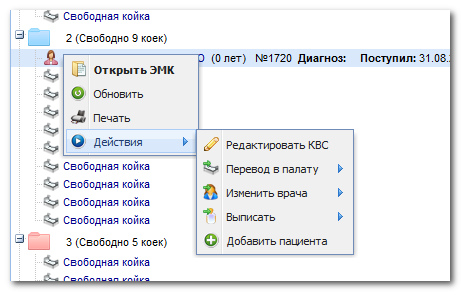 Свободная койка
2 (Свободно 9 коек)
О (0 лет) №1720 Диагноз: Поступил: 31.08.
Открыть ЭМК
Обновить
Печать
Действия
Редактировать КВС
Свободная койка
Перевод в палату
Свободная койка
Изменить врача
Свободная койка
Выписать
Свободная койка
3 (Свободно 5 коек)
Добавить пациента
Свободная койка
Свободная койка